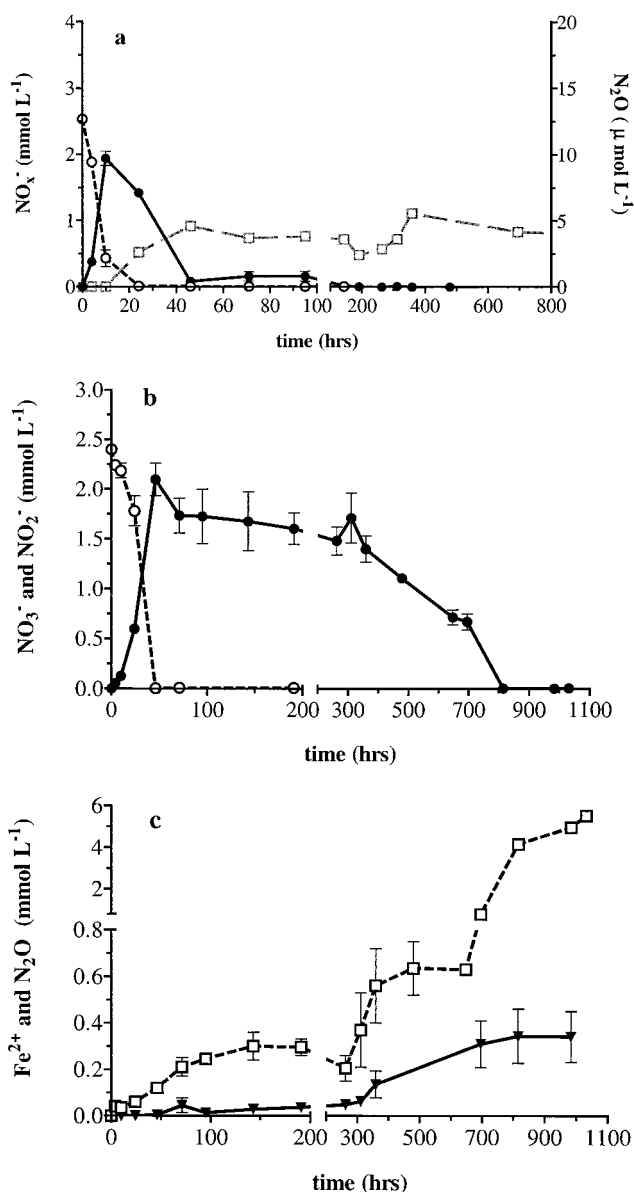 a
NOx- (mmol L-1)
N2O ( μ mol L-1)
4
3
2
1
0
20
15
10
5
0
0 20 40 60 80 100 200 400 600 800
time (hrs)
b
NO3- and NO2- (mmol L-1)
3.0
2.5
2.0
1.5
1.0
0.5
0.0
0 100 200 300 500 700 900 1100
time (hrs)
c
Fe2+ and N2O (mmol L-1)
6
4
2
0.8
0.6
0.4
0.2
0.0
0 100 200 300 500 700 900 1100
time (hrs)